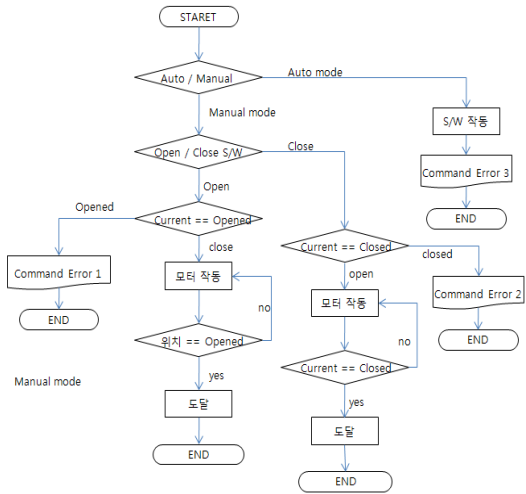 STARET
Auto / Manual
Auto mode
Manual mode
S/W 작동
Open / Close S/W
Close
Command Error 3
Open
Opened
Current == Opened
END
close
Current == Closed
closed
Command Error 1
모터 작동
open
Command Error 2
no
모터 작동
END
위치 == Opened
no
END
Current == Closed
Manual mode
yes
도달
yes
도달
END
END